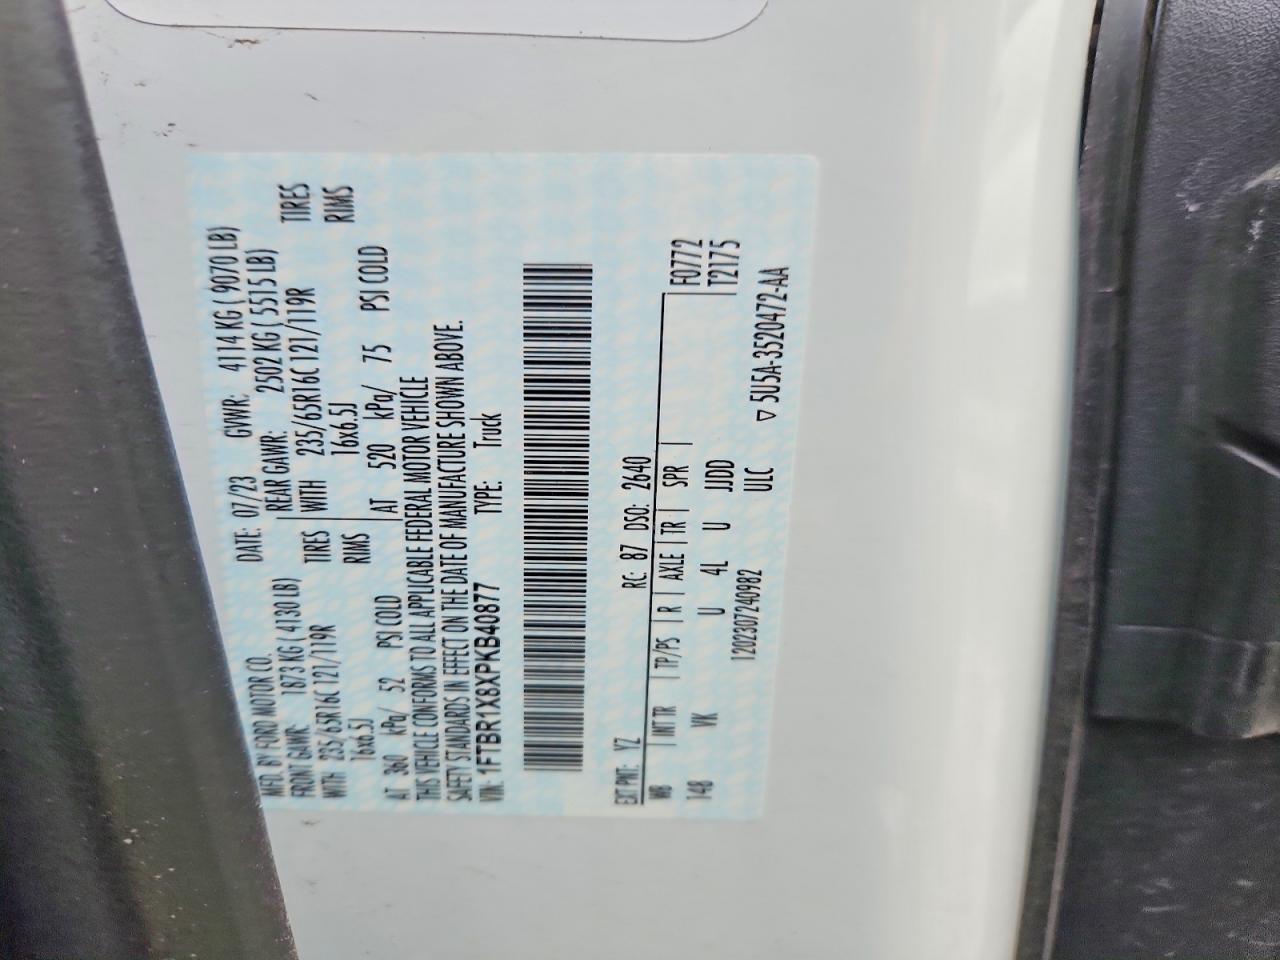 MFD. BY FORD MOTOR CO. DATE: 07/23 GVWR: 4114 KG ( 9070 LB)
FRONT GAWR: 1873 KG ( 4130 LB) REAR GAWR: 2502 KG ( 5515 LB)
WITH 235/65R16C 121/119R TIRES WITH 235/65R16C 121/119R TIRES
16x6.5J RIMS 16x6.5J RIMS
AT 360 kPa/ 52 PSI COLD AT 520 kPa/ 75 PSI COLD
THIS VEHICLE CONFORMS TO ALL APPLICABLE FEDERAL MOTOR VEHICLE
SAFETY STANDARDS IN EFFECT ON THE DATE OF MANUFACTURE SHOWN ABOVE.
VIN: 1FTBR1X8XPKB40877 TYPE: Truck
EXT PNT: YZ RC: 87 DSO: 2640
WB INT TR TP/PS R AXLE TR SPR F0772
148 VK U 4L U JJDD T2175
120230724098​2 ULC ▽ 5U5A-3520472-AA